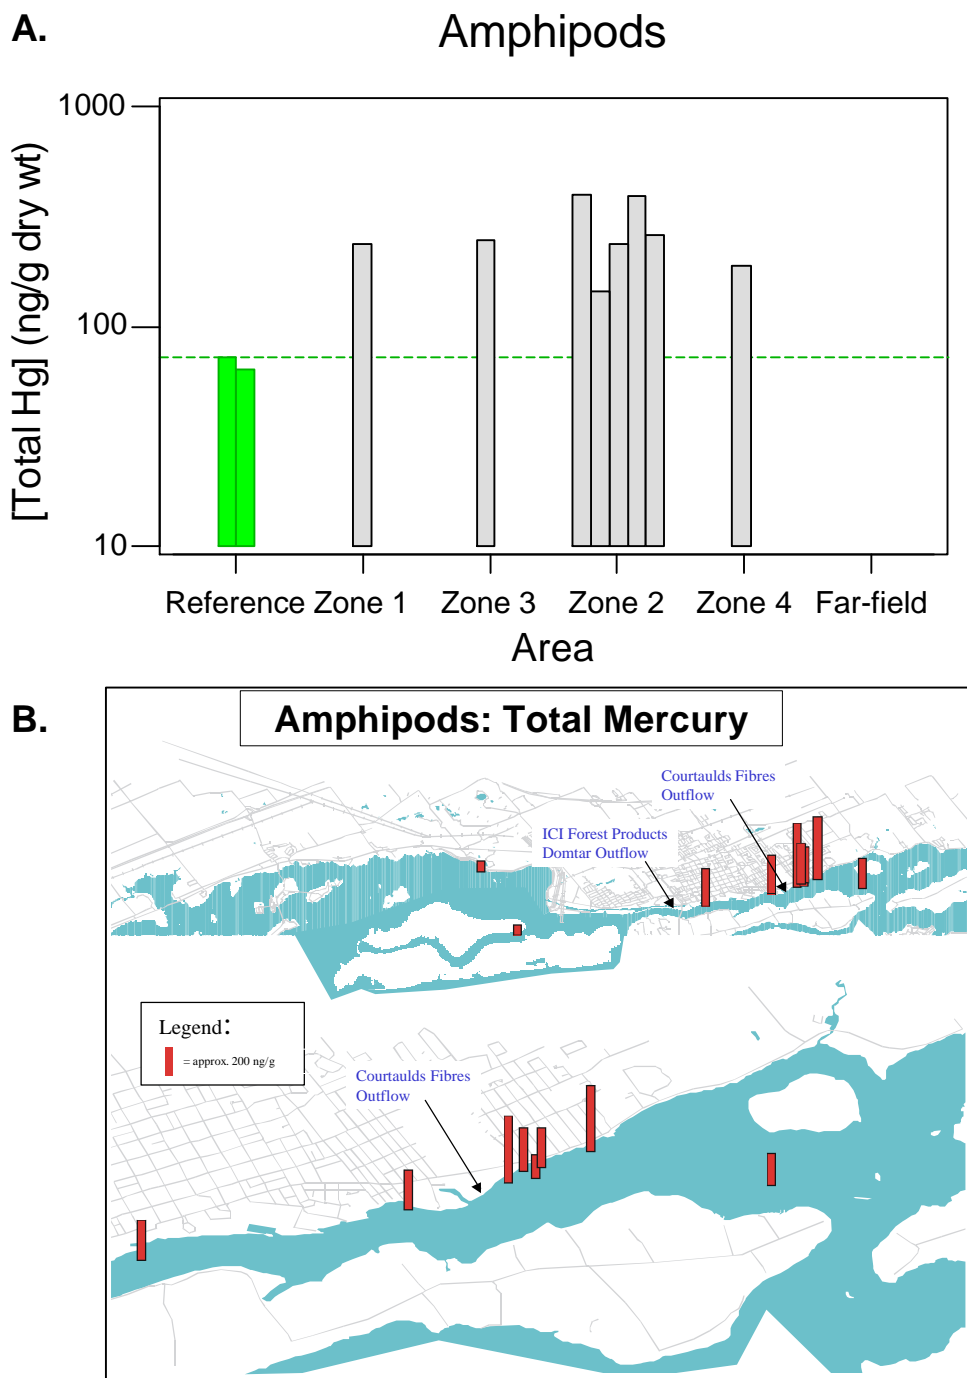 A.
Amphipods
[Total Hg] (ng/g dry wt)
1000
100
10
Reference Zone 1 Zone 3 Zone 2 Zone 4 Far-field
Area
B.
Amphipods: Total Mercury
Courtaulds Fibres
Outflow
ICI Forest Products
Domtar Outflow
Legend:
= approx. 200 ng/g
Courtaulds Fibres
Outflow